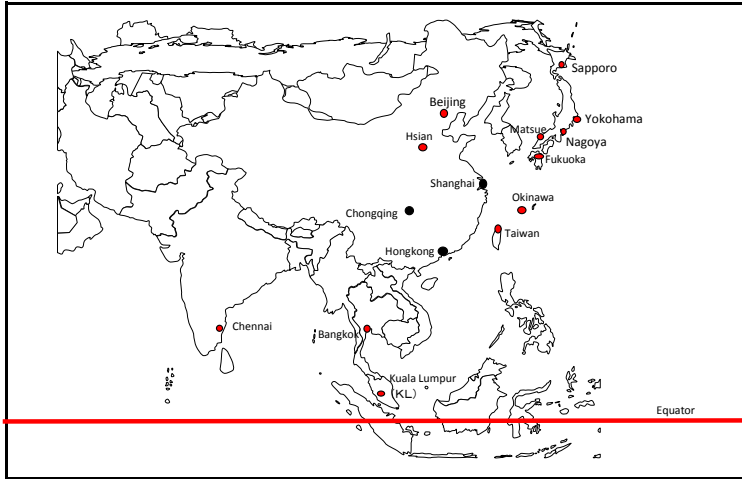 Sapporo
Beijing
Yokohama
Matsue
Hsian
Nagoya
Fukuoka
Shanghai
Okinawa
Chongqing
Taiwan
Hongkong
Chennai
Bangkok
Kuala Lumpur
（KL）
Equator